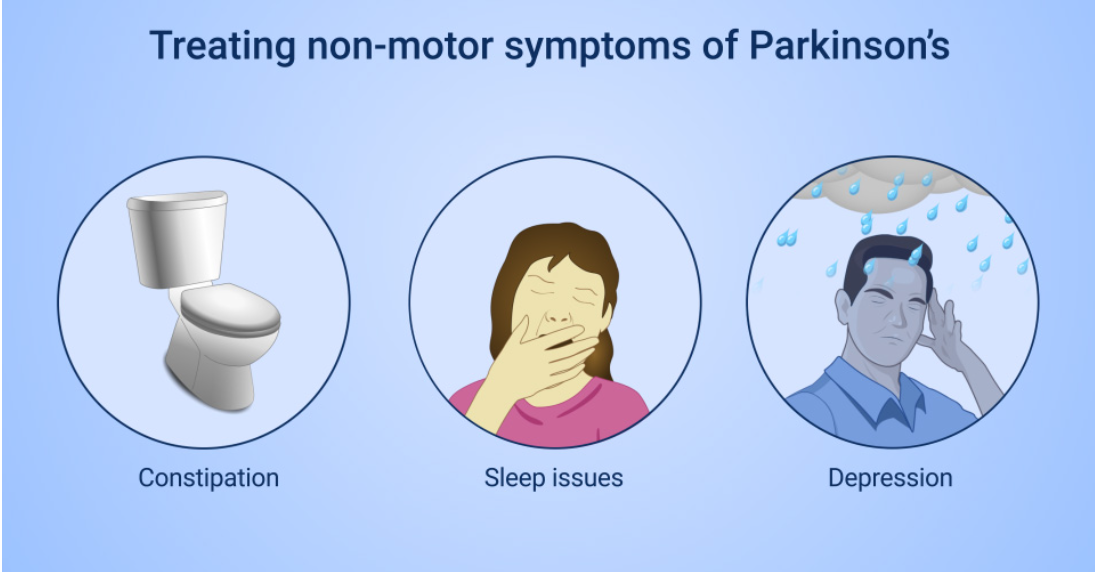 Treating non-motor symptoms of Parkinson’s
Constipation
Sleep issues
Depression